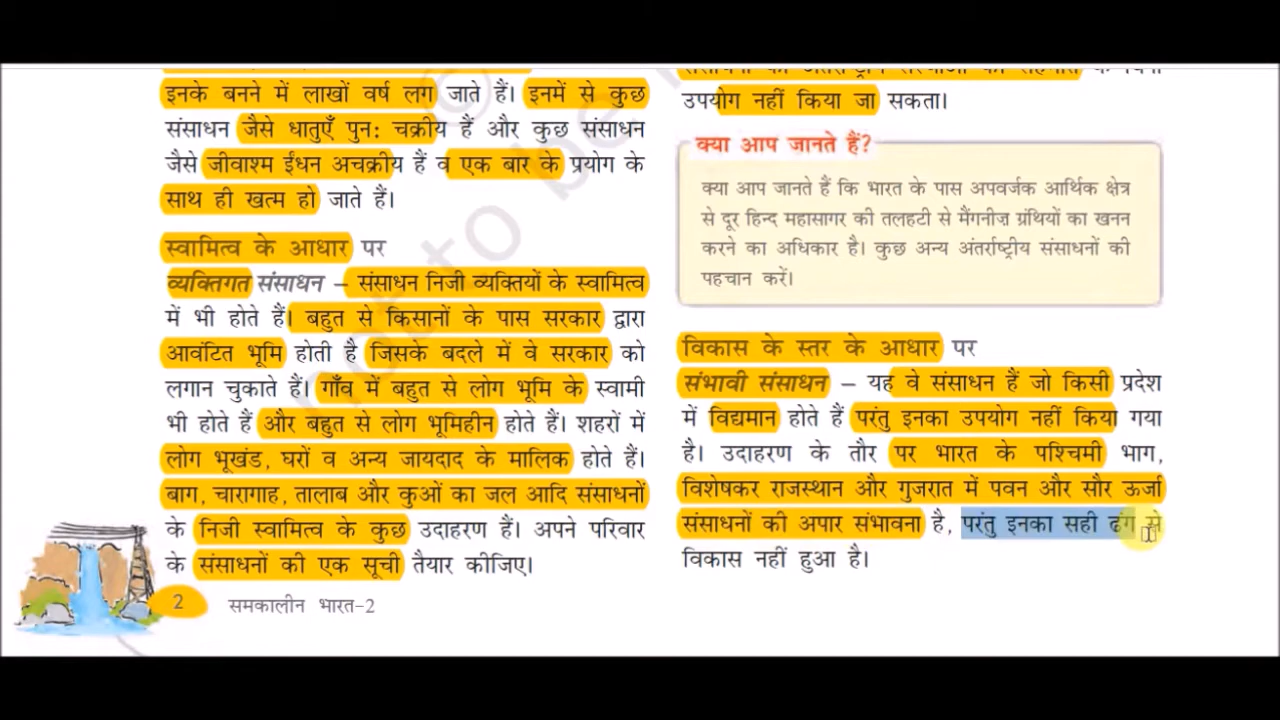 इनके बनने में लाखों वर्ष लग जाते हैं। इनमें से कुछ
संसाधन जैसे धातुएँ पुन: चक्रीय हैं और कुछ संसाधन
जैसे जीवाश्म ईंधन अचक्रीय हैं व एक बार के प्रयोग के
साथ ही खत्म हो जाते हैं।
स्वामित्व के आधार पर
व्यक्तिगत संसाधन – संसाधन निजी व्यक्तियों के स्वामित्व
में भी होते हैं। बहुत से किसानों के पास सरकार द्वारा
आवंटित भूमि होती है जिसके बदले में वे सरकार को
लगान चुकाते हैं। गाँव में बहुत से लोग भूमि के स्वामी
भी होते हैं और बहुत से लोग भूमिहीन होते हैं। शहरों में
लोग भूखंड, घरों व अन्य जायदाद के मालिक होते हैं।
बाग, चारागाह, तालाब और कुओं का जल आदि संसाधनों
के निजी स्वामित्व के कुछ उदाहरण हैं। अपने परिवार
के संसाधनों की एक सूची तैयार कीजिए।
2 समकालीन भारत-2
उपयोग नहीं किया जा सकता।
क्या आप जानते हैं?
क्या आप जानते हैं कि भारत के पास अपवर्जक आर्थिक क्षेत्र
से दूर हिन्द महासागर की तलहटी से मैंगनीज़ ग्रंथियों का खनन
करने का अधिकार है। कुछ अन्य अंतर्राष्ट्रीय संसाधनों की
पहचान करें।
विकास के स्तर के आधार पर
संभावी संसाधन – यह वे संसाधन हैं जो किसी प्रदेश
में विद्यमान होते हैं परंतु इनका उपयोग नहीं किया गया
है। उदाहरण के तौर पर भारत के पश्चिमी भाग,
विशेषकर राजस्थान और गुजरात में पवन और सौर ऊर्जा
संसाधनों की अपार संभावना है, परंतु इनका सही ढंग से
विकास नहीं हुआ है।
not to be